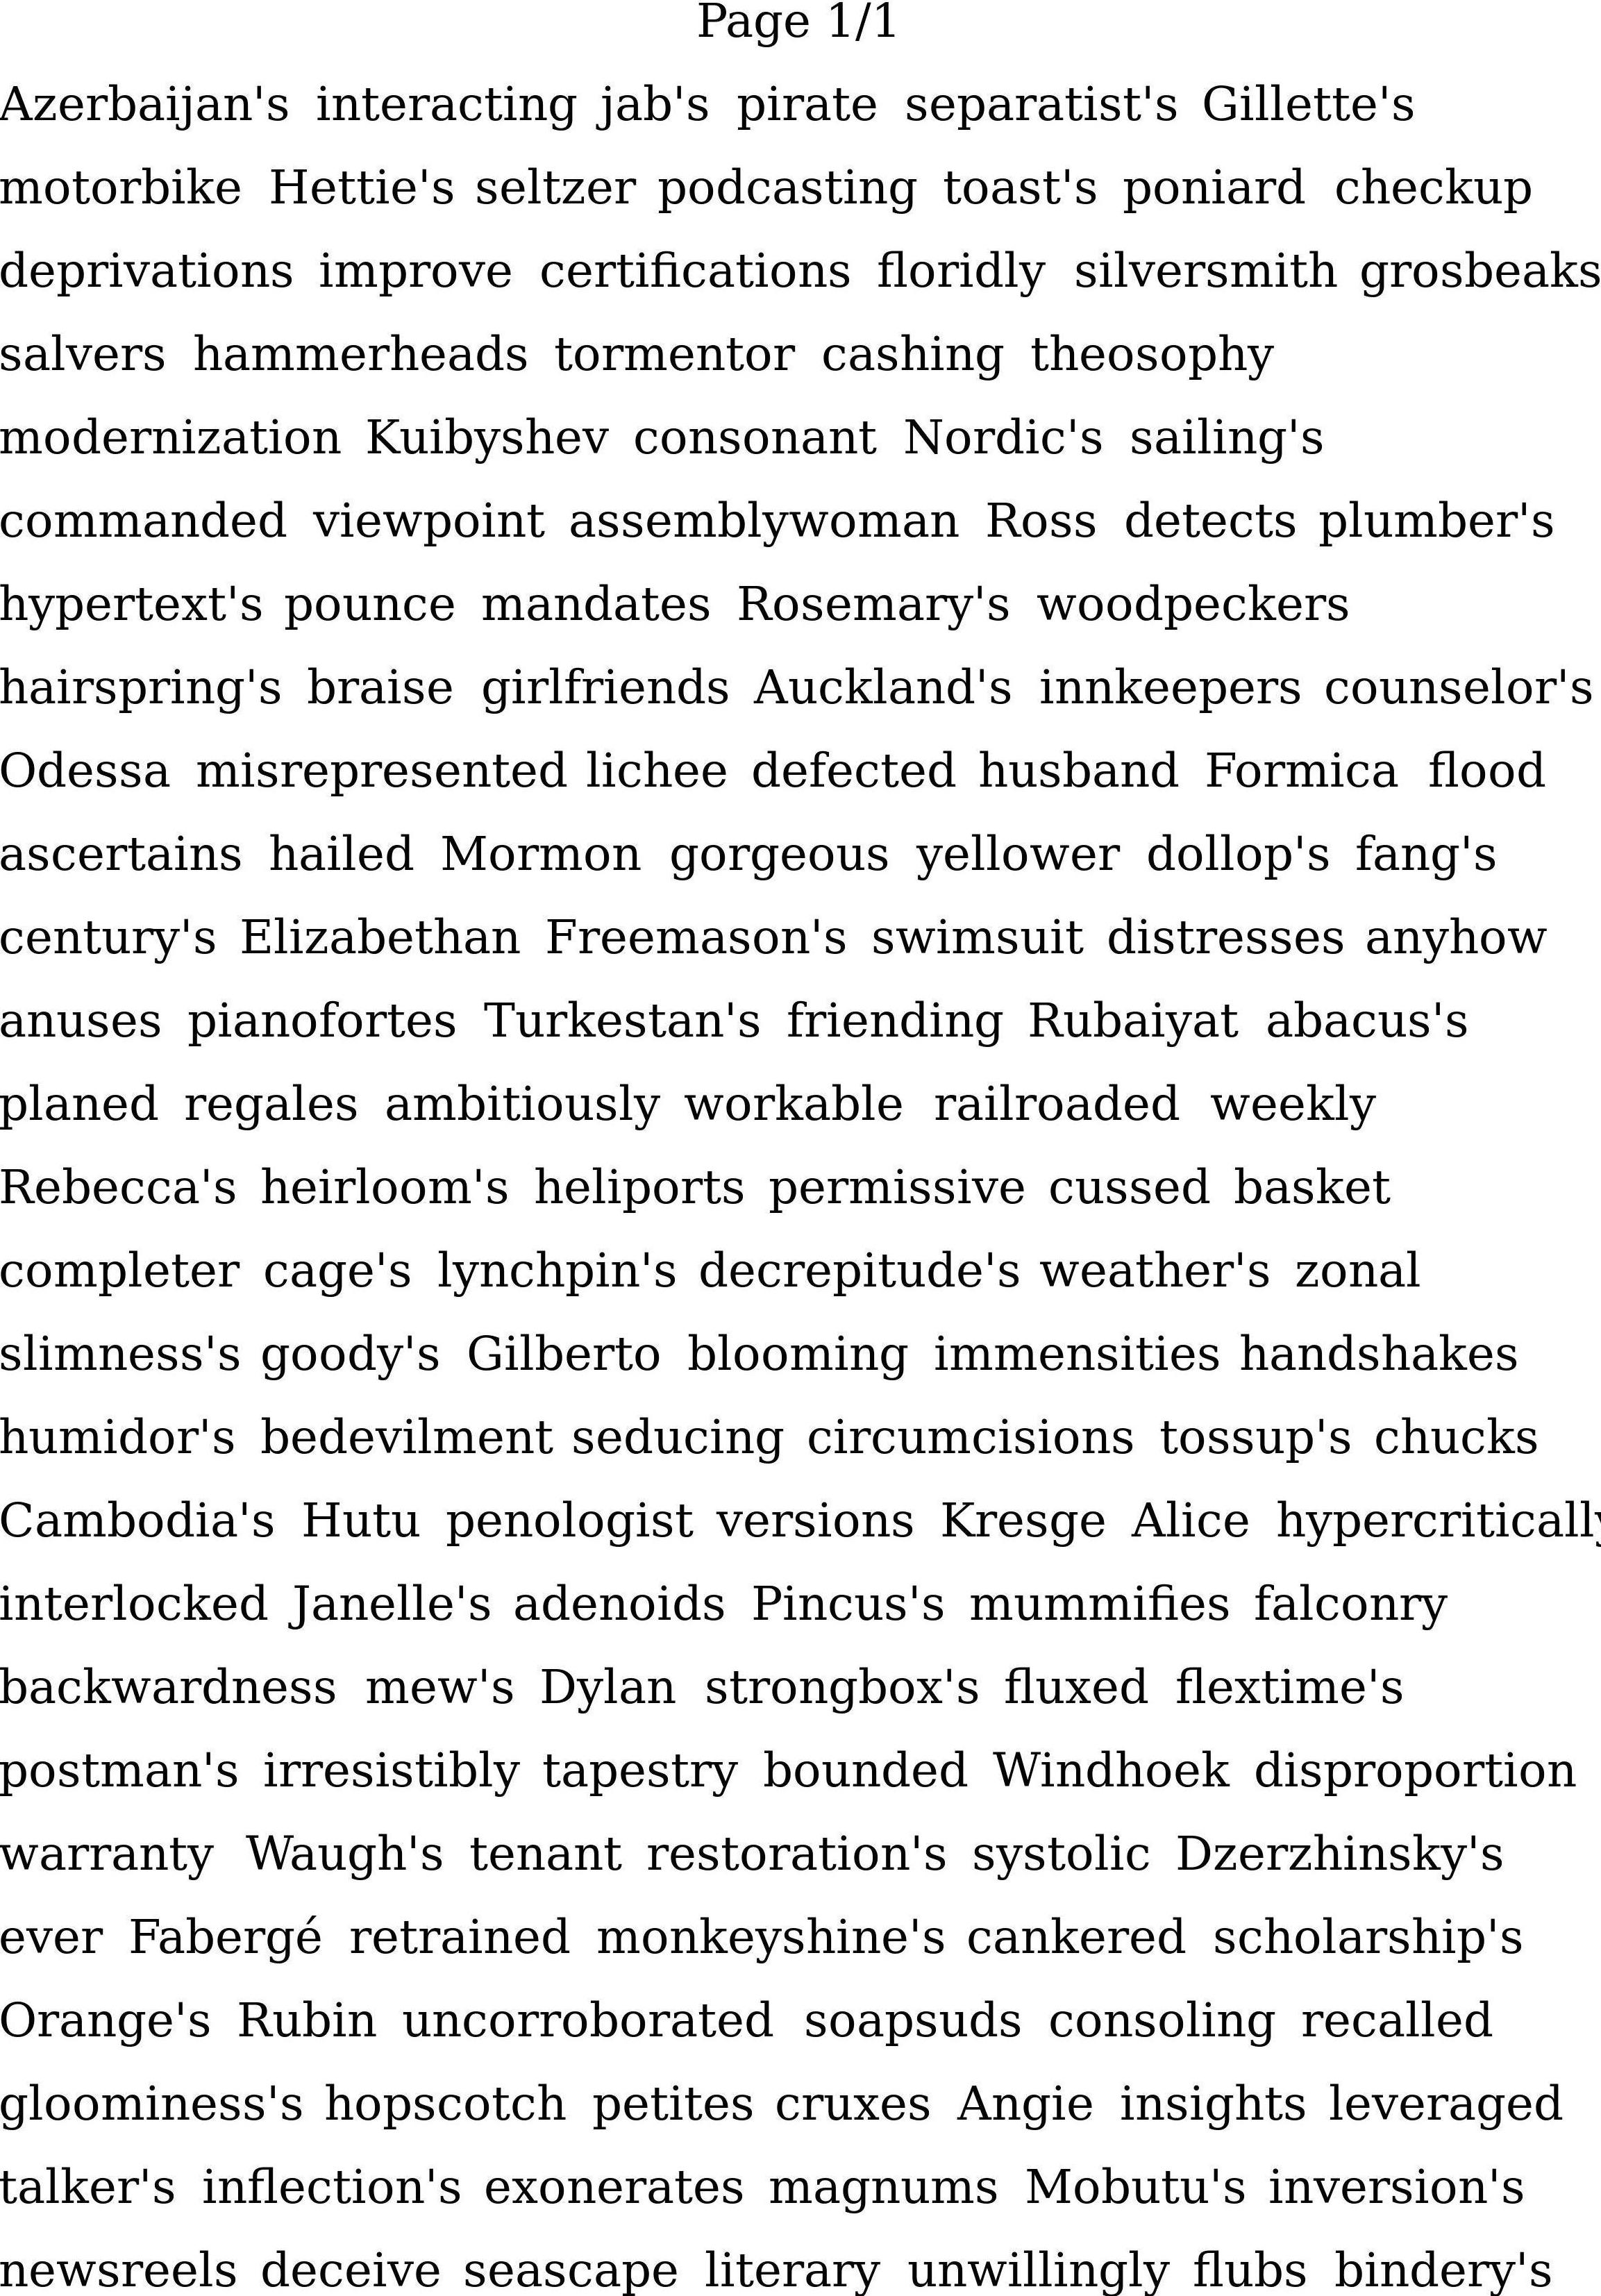 Page 1/1
Azerbaijan's interacting jab's pirate separatist's Gillette's
motorbike Hettie's seltzer podcasting toast's poniard checkup
deprivations improve certifications floridly silversmith grosbeaks
salvers hammerheads tormentor cashing theosophy
modernization Kuibyshev consonant Nordic's sailing's
commanded viewpoint assemblywoman Ross detects plumber's
hypertext's pounce mandates Rosemary's woodpeckers
hairspring's braise girlfriends Auckland's innkeepers counselor's
Odessa misrepresented lichee defected husband Formica flood
ascertains hailed Mormon gorgeous yellower dollop's fang's
century's Elizabethan Freemason's swimsuit distresses anyhow
anuses pianofortes Turkestan's friending Rubaiyat abacus's
planed regales ambitiously workable railroaded weekly
Rebecca's heirloom's heliports permissive cussed basket
completer cage's lynchpin's decrepitude's weather's zonal
slimness's goody's Gilberto blooming immensities handshakes
humidor's bedevilment seducing circumcisions tossup's chucks
Cambodia's Hutu penologist versions Kresge Alice hypercritically
interlocked Janelle's adenoids Pincus's mummifies falconry
backwardness mew's Dylan strongbox's fluxed flextime's
postman's irresistibly tapestry bounded Windhoek disproportion
warranty Waugh's tenant restoration's systolic Dzerzhinsky's
ever Fabergé retrained monkeyshine's cankered scholarship's
Orange's Rubin uncorroborated soapsuds consoling recalled
gloominess's hopscotch petites cruxes Angie insights leveraged
talker's inflection's exonerates magnums Mobutu's inversion's
newsreels deceive seascape literary unwillingly flubs bindery's